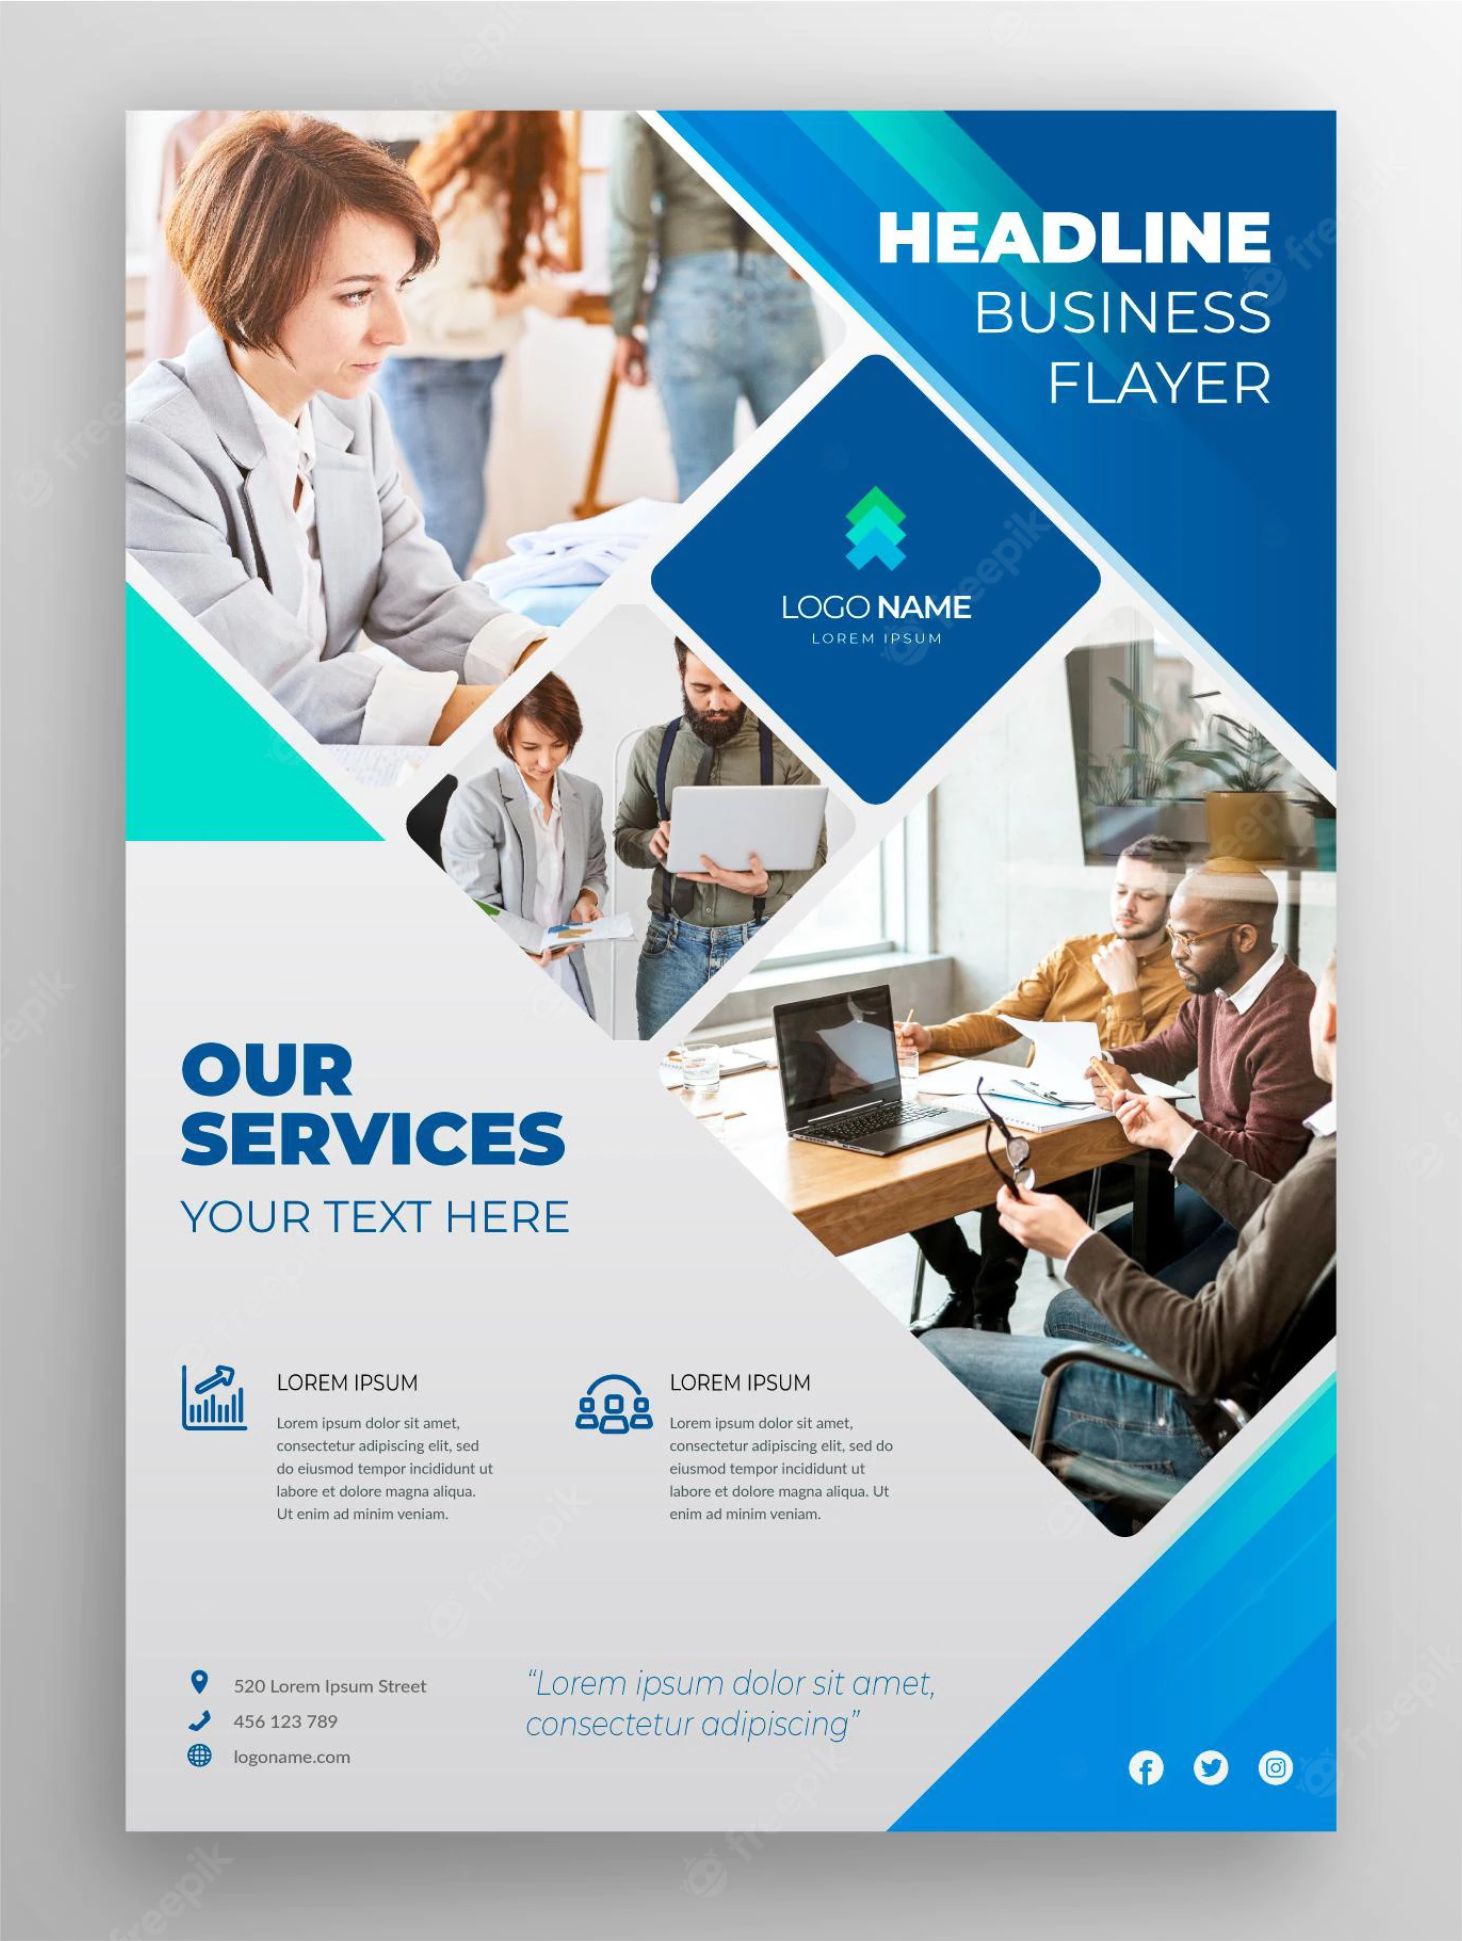 HEADLINE
BUSINESS
FLAYER
LOGO NAME
LOREM IPSUM
OUR
SERVICES
YOUR TEXT HERE
LOREM IPSUM
Lorem ipsum dolor sit amet,
consectetur adipiscing elit, sed
do eiusmod tempor incididunt ut
labore et dolore magna aliqua.
Ut enim ad minim veniam.
LOREM IPSUM
Lorem ipsum dolor sit amet,
consectetur adipiscing elit, sed do
eiusmod tempor incididunt ut
labore et dolore magna aliqua. Ut
enim ad minim veniam.
520 Lorem Ipsum Street
456 123 789
logoname.com
“Lorem ipsum dolor sit amet,
consectetur adipiscing”
freepik